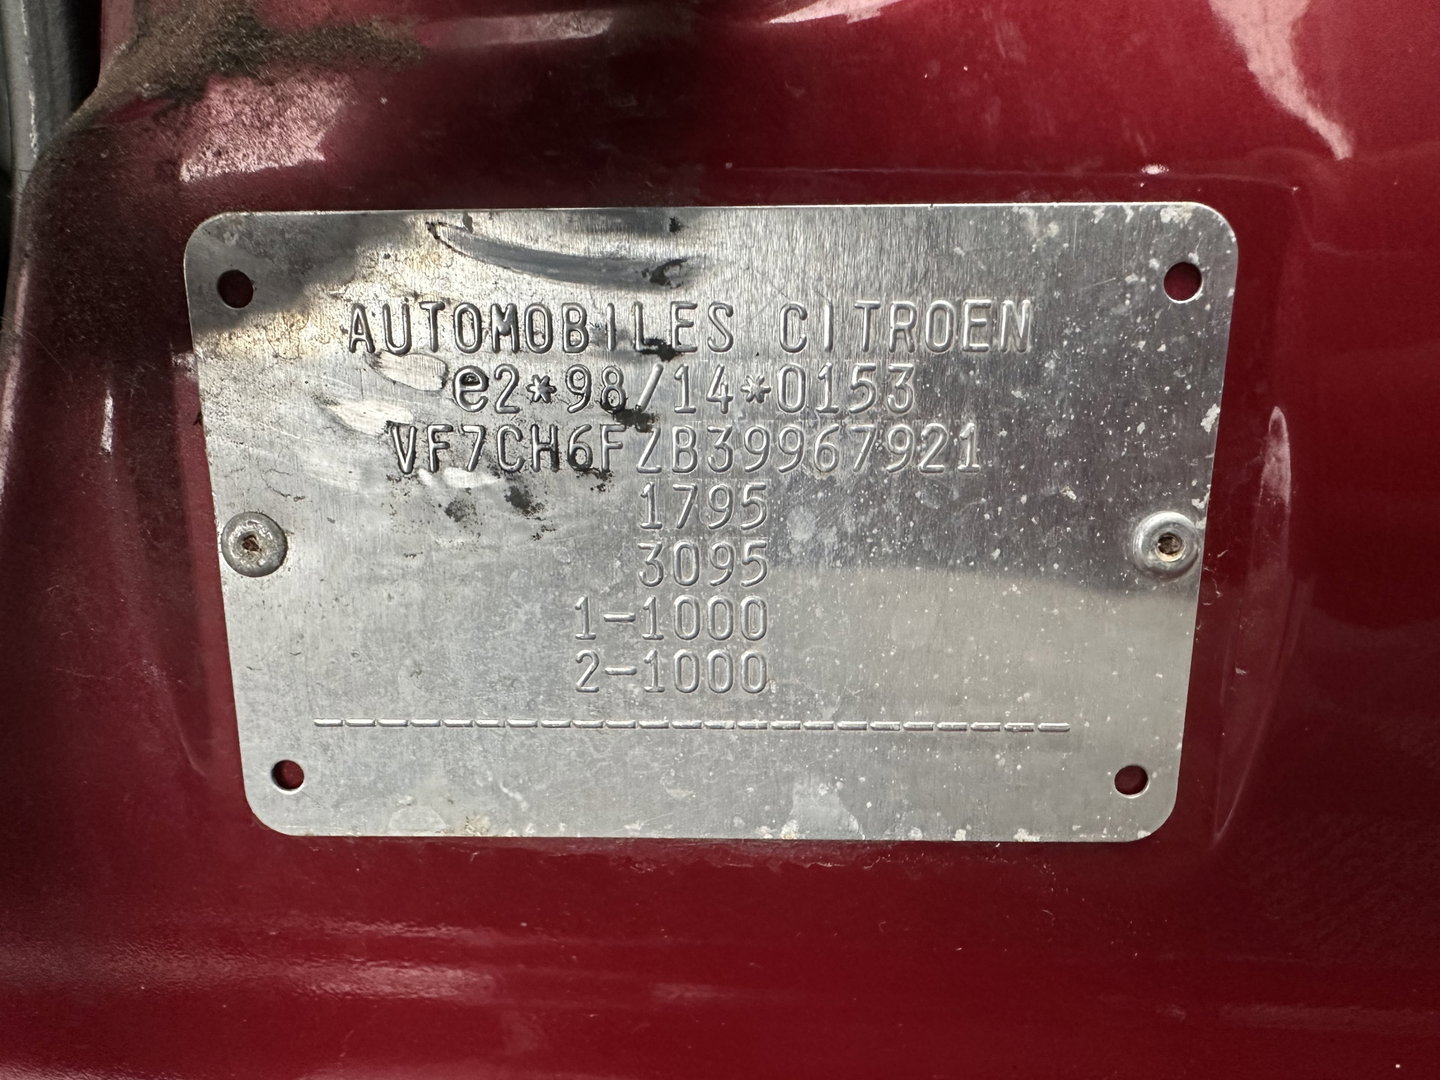 AUTOMOBILES CITROEN
e2*98/14*0153
VF7CH6FZB39967921
1795
3095
1-1000
2-1000